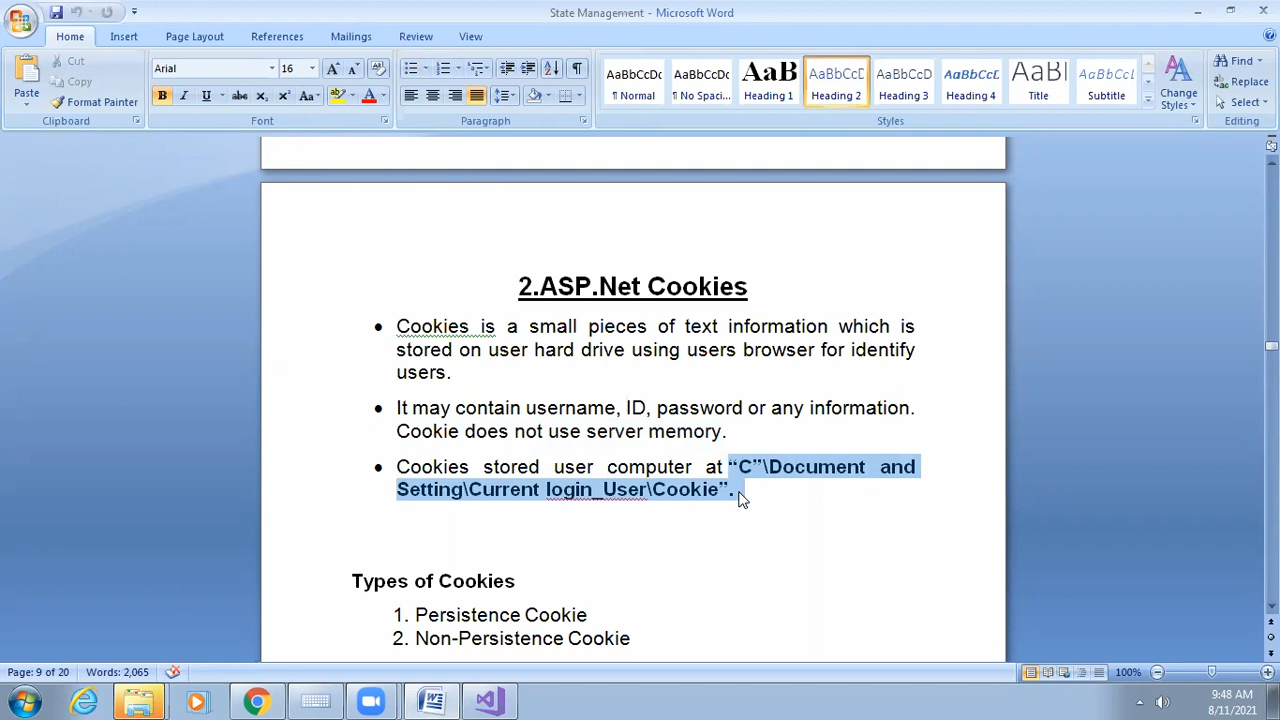 State Management - Microsoft Word
Home Insert Page Layout References Mailings Review View
Paste
Cut
Copy
Format Painter
Clipboard
Arial 16
B I U abc X₂ X² Aa
Font
Paragraph
AaBbCcDc AaBbCcDc AaB AaBbCcD AaBbCcD AaBbCcL AaBbl AaBbCcD
¶ Normal ¶ No Spaci... Heading 1 Heading 2 Heading 3 Heading 4 Title Subtitle
Change Styles
Styles
Find
Replace
Select
Editing
2.ASP.Net Cookies
• Cookies is a small pieces of text information which is
stored on user hard drive using users browser for identify
users.
• It may contain username, ID, password or any information.
Cookie does not use server memory.
• Cookies stored user computer at “C”\Document and
Setting\Current login_User\Cookie”.
Types of Cookies
1. Persistence Cookie
2. Non-Persistence Cookie
Page: 9 of 20 Words: 2,065 100%
9:48 AM
8/11/2021